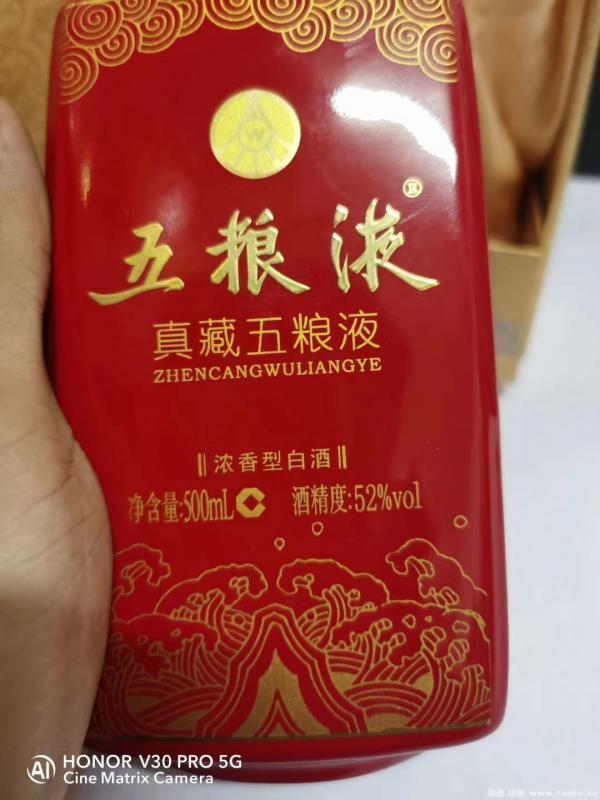 W
五粮液®
真藏五粮液
ZHENCANGWULIANGYE
浓香型白酒
净含量:500mL C 酒精度:52%vol
AI HONOR V30 PRO 5G
Cine Matrix Camera